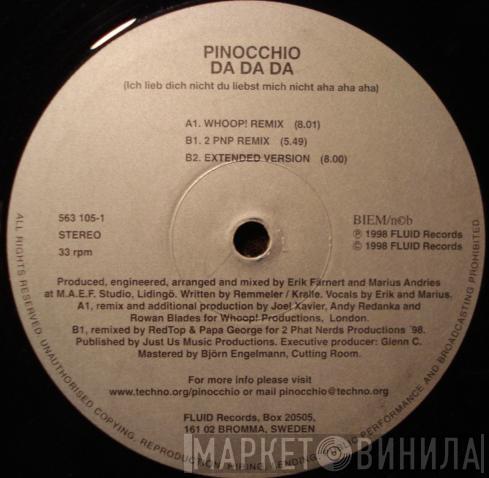 PINOCCHIO
DA DA DA
(Ich lieb dich nicht du liebst mich nicht aha aha aha)
A1. WHOOP! REMIX (8.01)
B1. 2 PNP REMIX (5.49)
B2. EXTENDED VERSION (8.00)
563 105-1
STEREO
33 rpm
BIEM/n©b
℗ 1998 FLUID Records
© 1998 FLUID Records
Produced, engineered, arranged and mixed by Erik Färnert and Marius Andries
at M.A.E.F. Studio, Lidingö. Written by Remmeler / Kralfe. Vocals by Erik and Marius.
A1, remix and additional production by Joel Xavier, Andy Redanka and
Rowan Blades for Whoop! Productions, London.
B1, remixed by RedTop & Papa George for 2 Phat Nerds Productions ´98.
Published by Just Us Music Productions. Executive producer: Glenn C.
Mastered by Björn Engelmann, Cutting Room.
For more info please visit
www.techno.org/pinocchio or mail pinocchio@techno.org
FLUID Records, Box 20505,
161 02 BROMMA, SWEDEN
ALL RIGHTS RESERVED. UNAUTHORISED COPYING, REPRODUCTION, HIRING, LENDING, PUBLIC PERFORMANCE AND BROADCASTING PROHIBITED.
МАРКЕТ ВИНИЛА